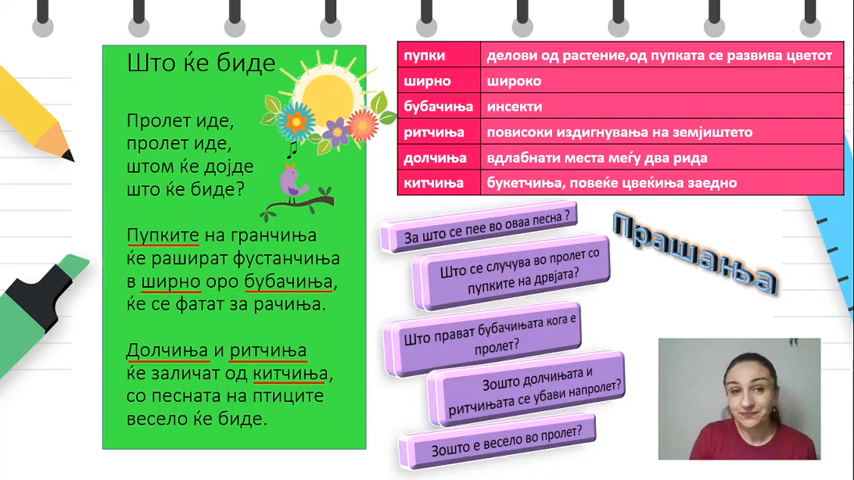 Што ќе биде
Пролет иде,
пролет иде,
штом ќе дојде
што ќе биде?
Пупките на гранчиња
ќе рашират фустанчиња
в ширно оро бубачиња,
ќе се фатат за рачиња.
Долчиња и ритчиња
ќе заличат од китчиња,
со песната на птиците
весело ќе биде.
пупки делови од растение,од пупката се развива цветот
ширно широко
бубачиња инсекти
ритчиња повисоки издигнувања на земјиштето
долчиња вдлабнати места меѓу два рида
китчиња букетчиња, повеќе цвеќиња заедно
Прашања
За што се пее во оваа песна ?
Што се случува во пролет со
пупките на дрвјата?
Што прават бубачињата кога е
пролет?
Зошто долчињата и
ритчињата се убави напролет?
Зошто е весело во пролет?